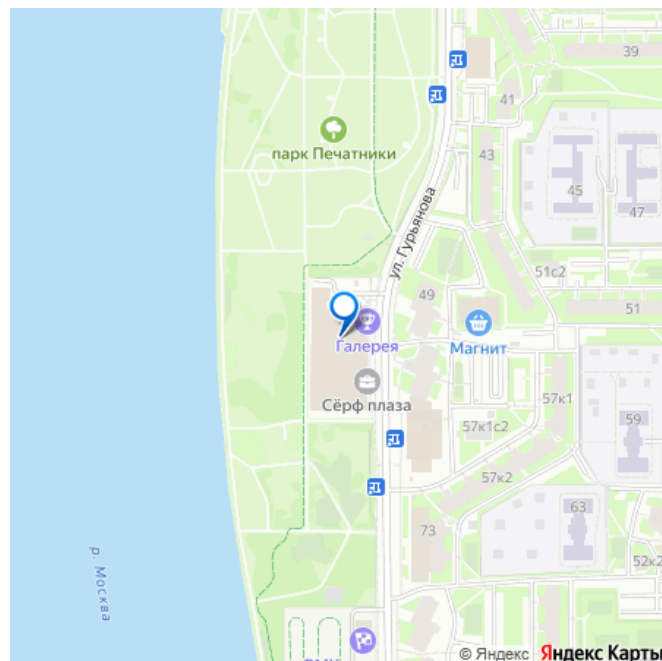 39
41
парк Печатники
43
45
47
ул. Гурьянова
51с2
49
51
Галерея
Магнит
Сёрф плаза
57к1
57к1с2
59
57к2
63
73
52к2
р. Москва
© Яндекс Яндекс Карты